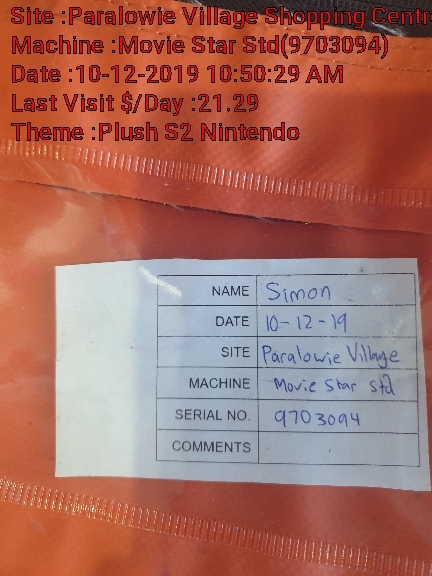 Site :Paralowie Village Shopping Centr
Machine :Movie Star Std(9703094)
Date :10-12-2019 10:50:29 AM
Last Visit $/Day :21.29
Theme :Plush S2 Nintendo
NAME Simon
DATE 10-12-19
SITE Paralowie Village
MACHINE Movie Star Std
SERIAL NO. 9703094
COMMENTS